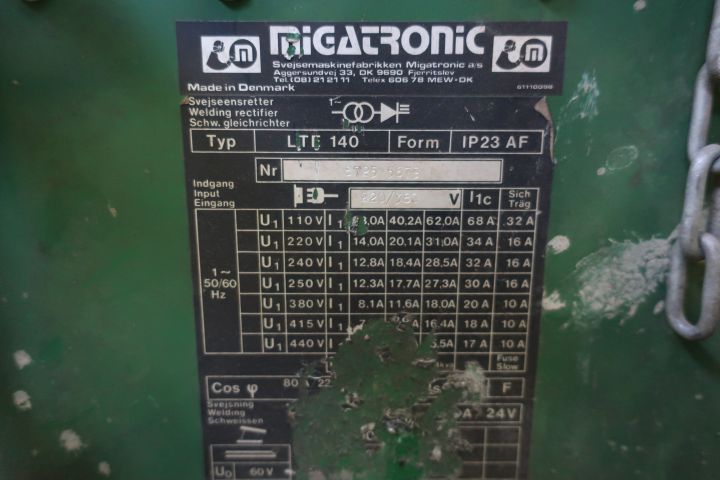 MIGATRONIC
Svejsemaskinefabrikken Migatronic a/s
Aggersundvej 33, DK 9690 Fjerritslev
Tel. (08) 21 21 11 Telex 606 78 MEW-DK
Made in Denmark 61110098
Svejseensretter
Welding rectifier 1~
Schw. gleichrichter
Typ LTE 140 Form IP23 AF
Nr
Indgang
Input
Eingang
V I1c Sich Träg
1~ 50/60 Hz
U1 110 V I1 40,2A 62,0A 68 A 32 A
U1 220 V I1 14,0A 20,1A 31,0A 34 A 16 A
U1 240 V I1 12,8A 18,4A 28,5A 32 A 16 A
U1 250 V I1 12,3A 17,7A 27,3A 30 A 16 A
U1 380 V I1 8,1A 11,6A 18,0A 20 A 10 A
U1 415 V I1 16,4A 18 A 10 A
U1 440 V I1 17 A 10 A
Fuse Slow
Cos φ 80 A F
Svejsning
Welding 24V
Schweissen
U0 60 V